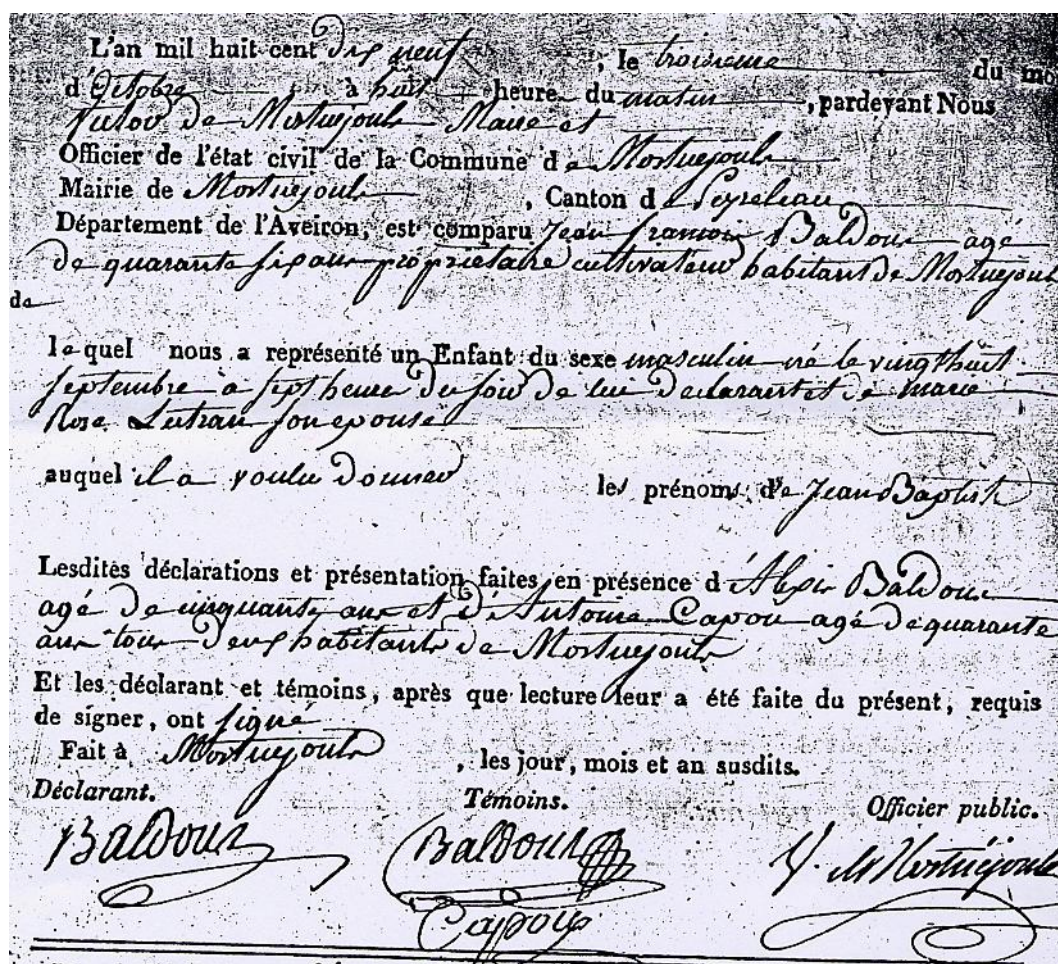 L'an mil huit cent dix neuf, le troisieme du mo
d'Octobre à huit heure du matin, pardevant Nous
Victor de Mostuejouls Maire et
Officier de l'état civil de la Commune de Mostuejouls
Mairie de Mostuejouls, Canton de Peyreleau
Département de l'Aveiron, est comparu Jean francois Baldous agé
de quarante six ans propriétaire cultivateur habitant de Mostuejouls
de
lequel nous a représenté un Enfant du sexe masculin né le vingt huit
septembre à sept heure du soir de lui declarant et de marie
Rose son epouse
auquel il a voulu donner les prénoms de Jean Baptiste
Lesdites déclarations et présentation faites en présence d'Alexis Baldous
agé de cinquante ans et d'Antoine Capou agé de quarante
ans tous deux habitants de Mostuejouls
Et les déclarant et témoins, après que lecture leur a été faite du présent, requis
de signer, ont signé
Fait à Mostuejouls, les jour, mois et an susdits.
Déclarant. Témoins. Officier public.
Baldous Baldous Mostuéjouls
Capous